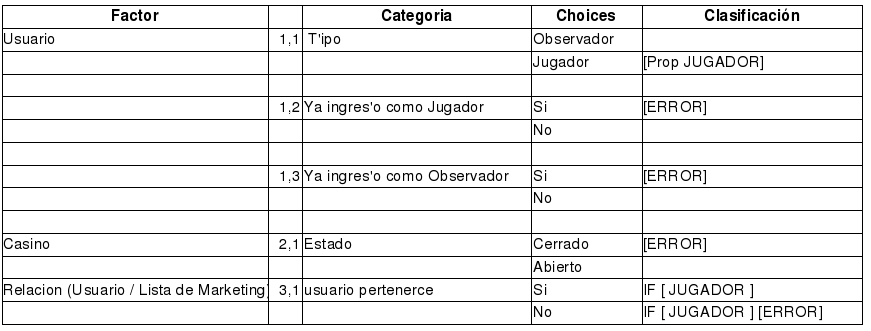 Factor Categoria Choices Clasificación
Usuario 1,1 T'ipo Observador
Jugador [Prop JUGADOR]
1,2 Ya ingres'o como Jugador Si [ERROR]
No
1,3 Ya ingres'o como Observador Si [ERROR]
No
Casino 2,1 Estado Cerrado [ERROR]
Abierto
Relacion (Usuario / Lista de Marketing) 3,1 usuario pertenerce Si IF [ JUGADOR ]
No IF [ JUGADOR ] [ERROR]